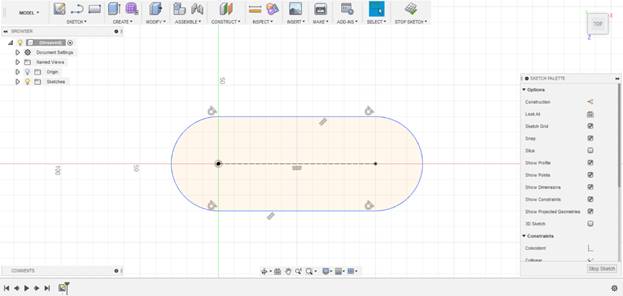 MODEL
SKETCH
CREATE
MODIFY
ASSEMBLE
CONSTRUCT
INSPECT
INSERT
MAKE
ADD-INS
SELECT
STOP SKETCH
BROWSER
(Unsaved)
Document Settings
Named Views
Origin
Sketches
TOP
X
Z
50
50
100
SKETCH PALETTE
Options
Construction
Look At
Sketch Grid
Snap
Slice
Show Profile
Show Points
Show Dimensions
Show Constraints
Show Projected Geometries
3D Sketch
Constraints
Coincident
Collinear
Stop Sketch
COMMENTS